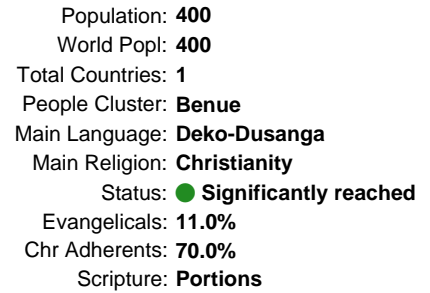 Population: 400
World Popl: 400
Total Countries: 1
People Cluster: Benue
Main Language: Deko-Dusanga
Main Religion: Christianity
Status: Significantly reached
Evangelicals: 11.0%
Chr Adherents: 70.0%
Scripture: Portions